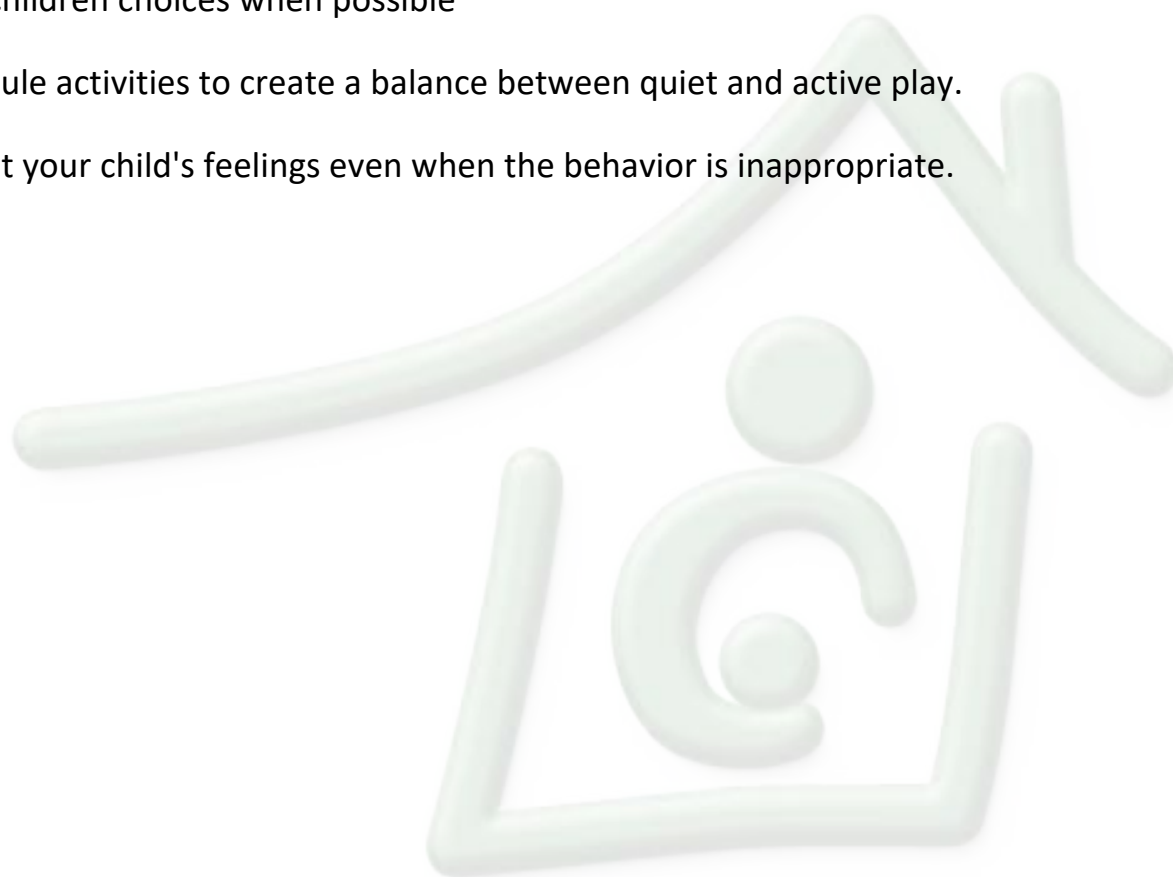 children choices when possible
ule activities to create a balance between quiet and active play.
t your child's feelings even when the behavior is inappropriate.